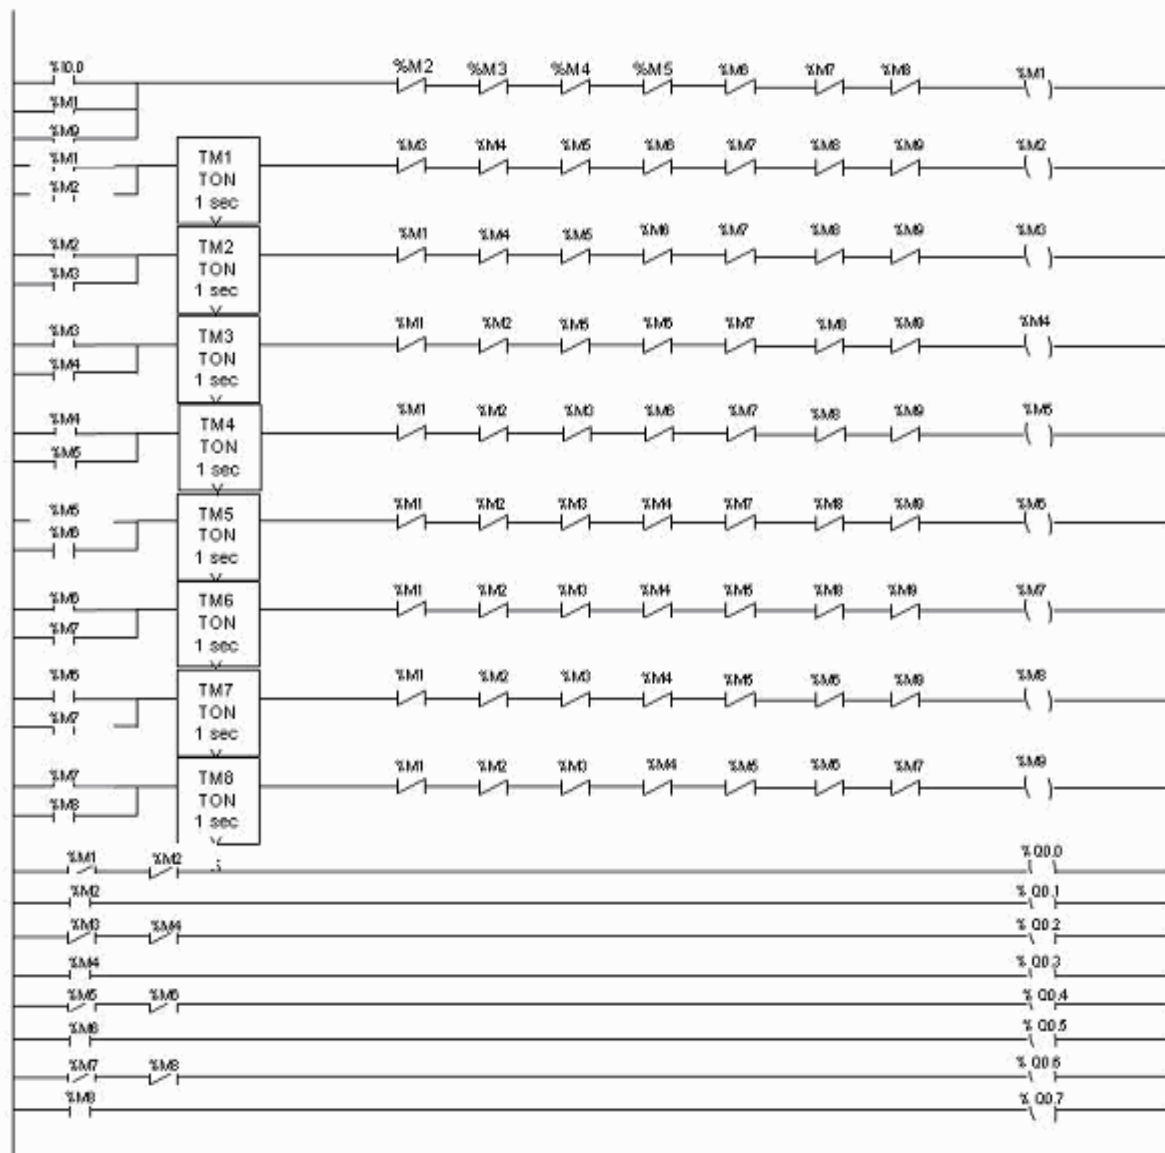 %I0.0 %M2 %M3 %M4 %M5 %M6 %M7 %M8 %M1
%M1
%M9
%M1 TM1 %M3 %M4 %M5 %M6 %M7 %M8 %M9 %M2
%M2 TON
1 sec
%M2 TM2 %M1 %M4 %M5 %M6 %M7 %M8 %M9 %M3
%M3 TON
1 sec
%M3 TM3 %M1 %M2 %M5 %M6 %M7 %M8 %M9 %M4
%M4 TON
1 sec
%M4 TM4 %M1 %M2 %M3 %M6 %M7 %M8 %M9 %M5
%M5 TON
1 sec
%M5 TM5 %M1 %M2 %M3 %M4 %M7 %M8 %M9 %M6
%M6 TON
1 sec
%M6 TM6 %M1 %M2 %M3 %M4 %M5 %M8 %M9 %M7
%M7 TON
1 sec
%M6 TM7 %M1 %M2 %M3 %M4 %M5 %M6 %M9 %M8
%M7 TON
1 sec
%M7 TM8 %M1 %M2 %M3 %M4 %M5 %M6 %M7 %M9
%M8 TON
1 sec
%M1 %M2 % Q0.0
%M2 % Q0.1
%M3 %M4 % Q0.2
%M4 % Q0.3
%M5 %M6 % Q0.4
%M6 % Q0.5
%M7 %M8 % Q0.6
%M8 % Q0.7